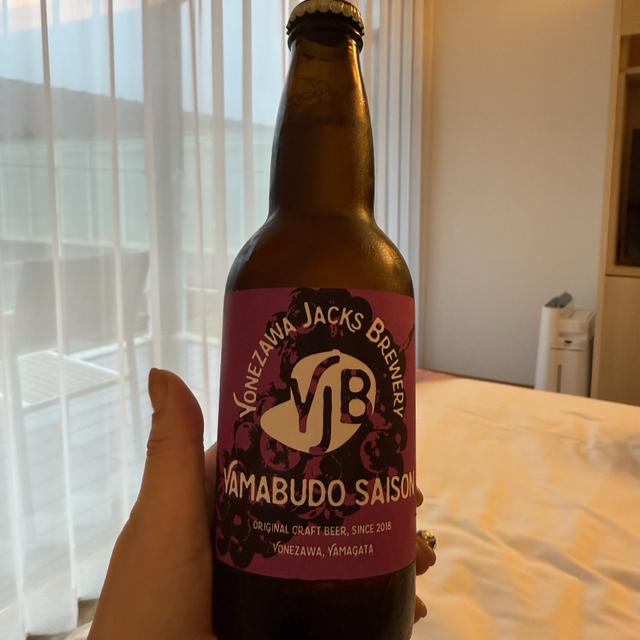 YONEZAWA JACKS BREWERY
YJB
YAMABUDO SAISON
ORIGINAL CRAFT BEER, SINCE 2018
YONEZAWA, YAMAGATA